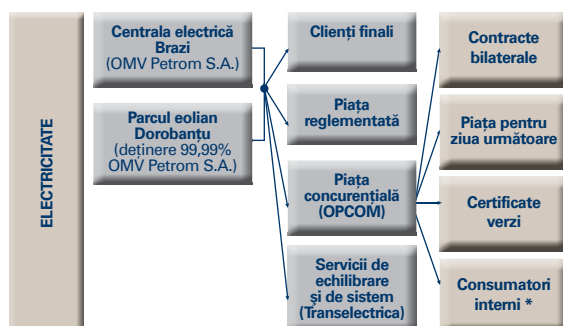 ELECTRICITATE
Centrala electrică
Brazi
(OMV Petrom S.A.)
Parcul eolian
Dorobanțu
(deținere 99,99%
OMV Petrom S.A.)
Clienți finali
Piața
reglementată
Piața
concurențială
(OPCOM)
Servicii de
echilibrare
și de sistem
(Transelectrica)
Contracte
bilaterale
Piața pentru
ziua următoare
Certificate
verzi
Consumatori
interni *